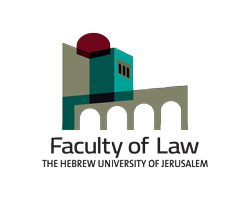 Faculty of Law
THE HEBREW UNIVERSITY OF JERUSALEM